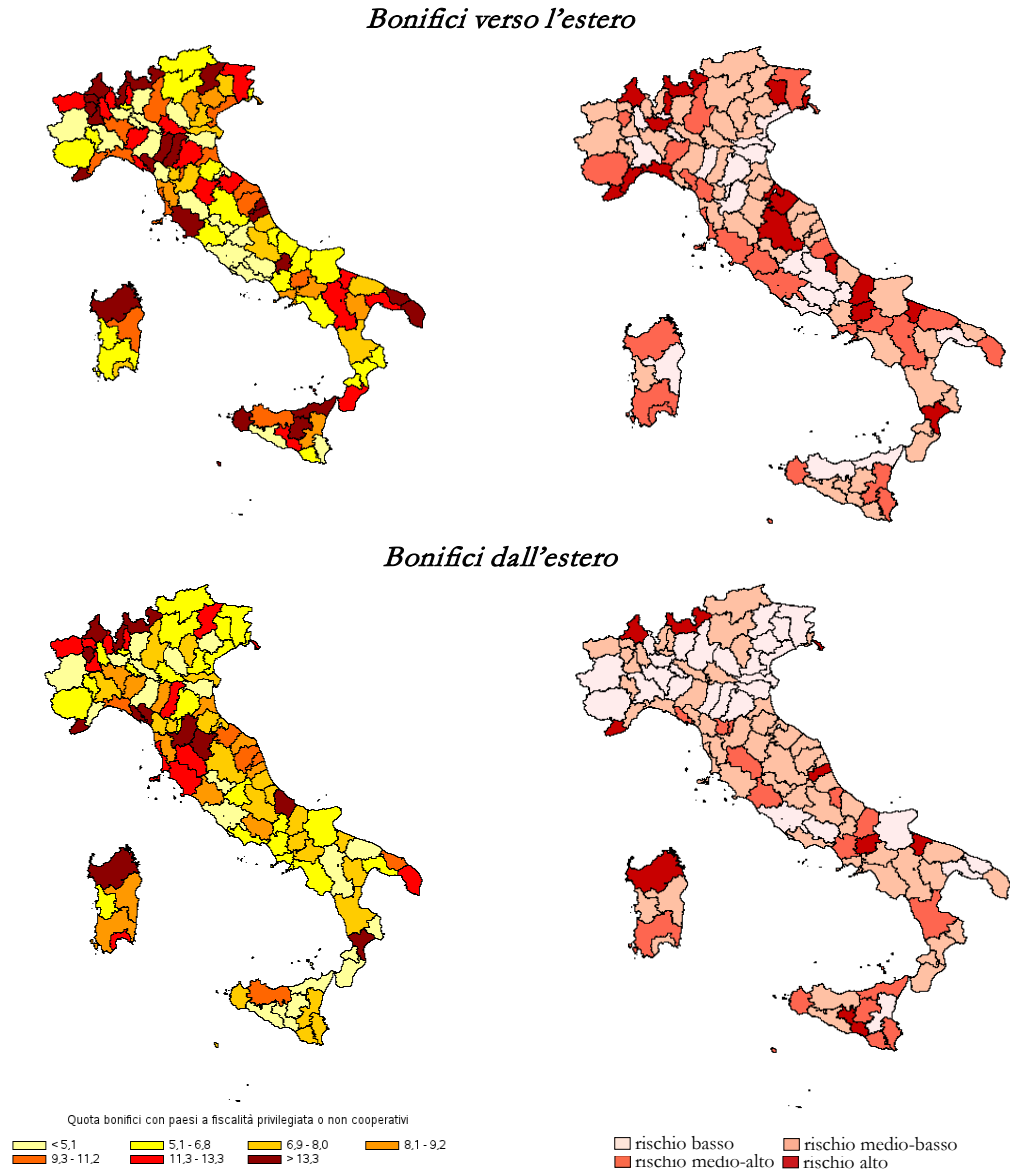 Bonifici verso l'estero
Bonifici dall'estero
Quota bonifici con paesi a fiscalità privilegiata o non cooperativi
< 5,1 5,1 - 6,8 6,9 - 8,0 8,1 - 9,2
9,3 - 11,2 11,3 - 13,3 > 13,3
rischio basso rischio medio-basso
rischio medio-alto rischio alto